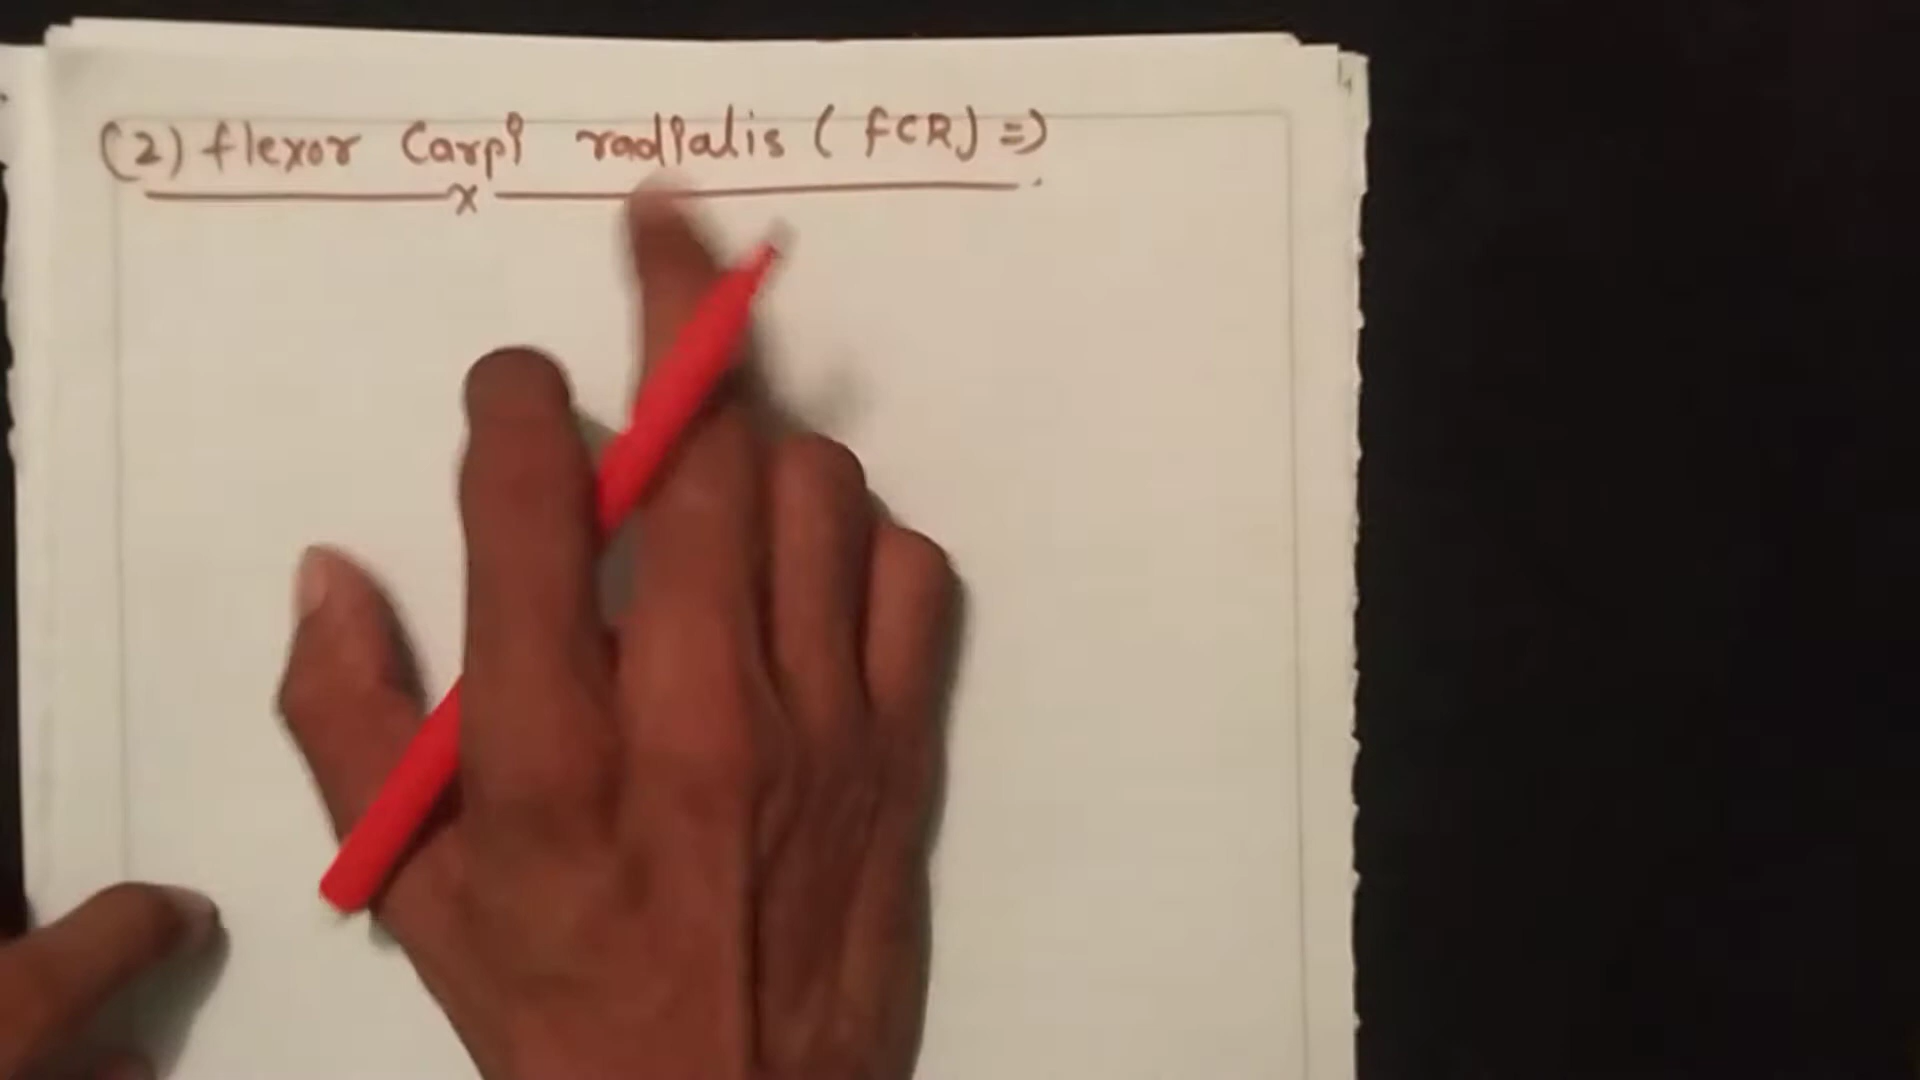 (2) flexor Carpi radialis ( FCR) =)